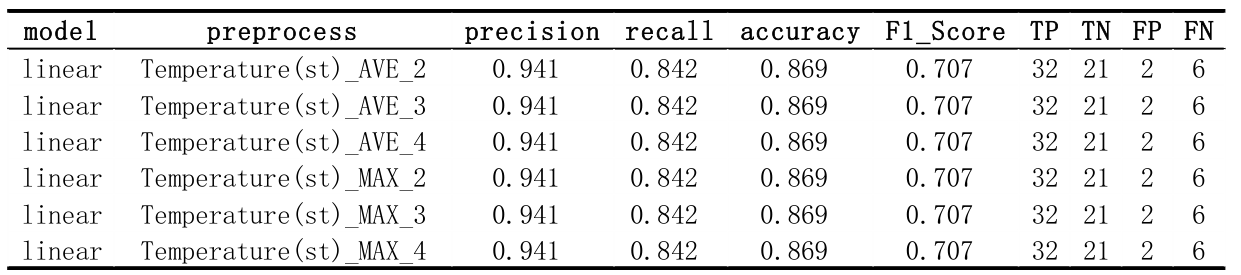 model preprocess precision recall accuracy F1_Score TP TN FP FN
linear Temperature(st)_AVE_2 0.941 0.842 0.869 0.707 32 21 2 6
linear Temperature(st)_AVE_3 0.941 0.842 0.869 0.707 32 21 2 6
linear Temperature(st)_AVE_4 0.941 0.842 0.869 0.707 32 21 2 6
linear Temperature(st)_MAX_2 0.941 0.842 0.869 0.707 32 21 2 6
linear Temperature(st)_MAX_3 0.941 0.842 0.869 0.707 32 21 2 6
linear Temperature(st)_MAX_4 0.941 0.842 0.869 0.707 32 21 2 6